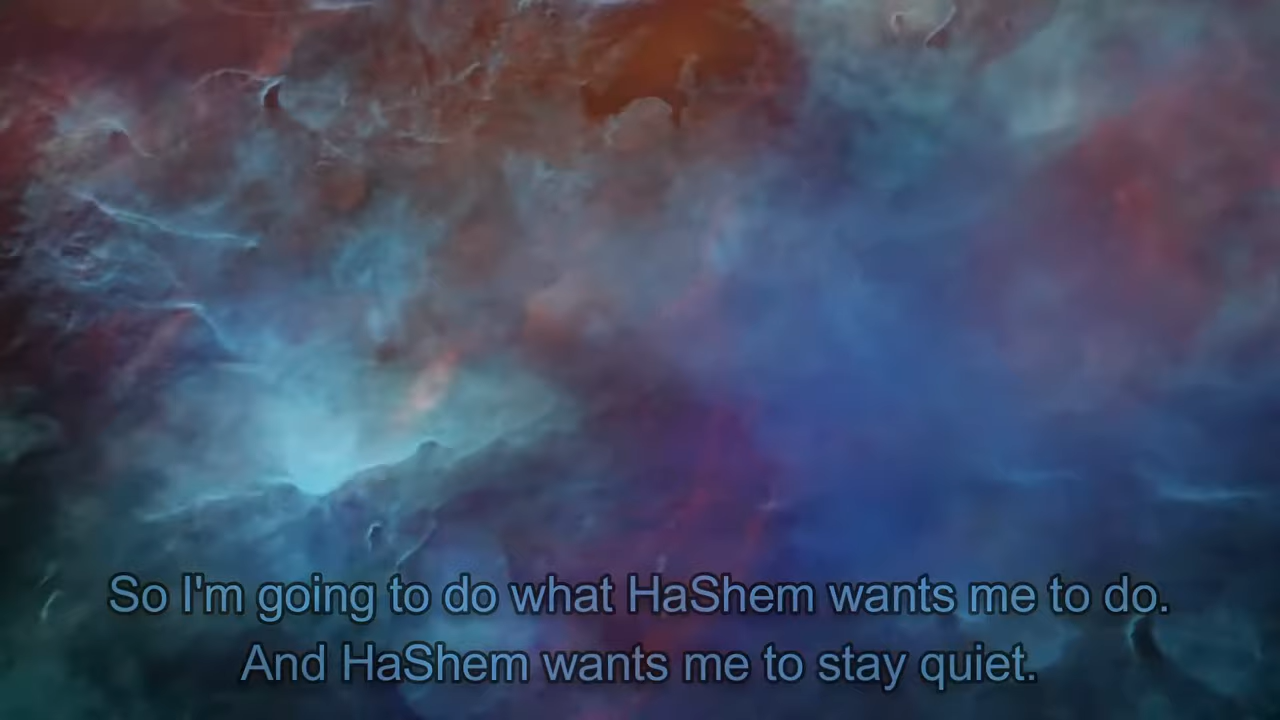 So I'm going to do what HaShem wants me to do.
And HaShem wants me to stay quiet.